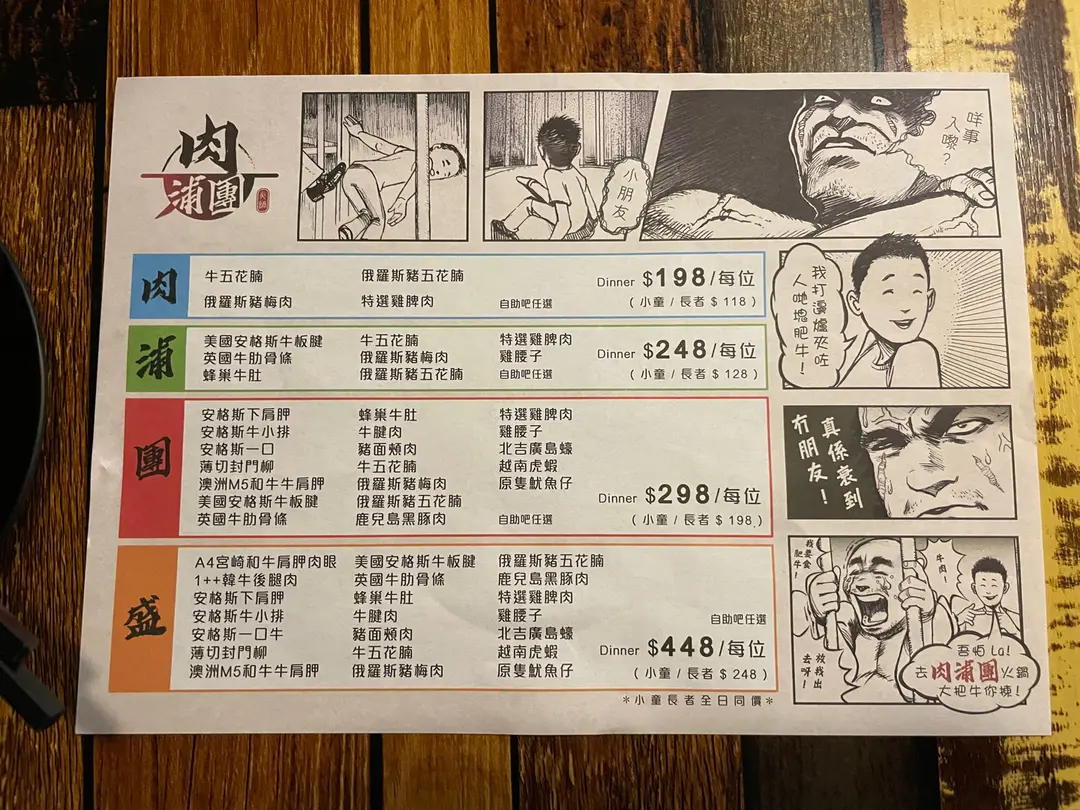 肉
浦團
火鍋
小朋友
咩事
入嚟？
我打邊爐夾咗
人哋塊肥牛！
真係衰到
冇朋友！
我要食
肥牛！
牛肉！
放我出
去呀！
吾怕 La!
去肉浦團火鍋
大把牛你揀！
肉
牛五花腩 俄羅斯豬五花腩 Dinner $198/每位
俄羅斯豬梅肉 特選雞脾肉 自助吧任選 (小童/長者 $118)
浦
美國安格斯牛板腱 牛五花腩 特選雞脾肉
英國牛肋骨條 俄羅斯豬梅肉 雞腰子 Dinner $248/每位
蜂巢牛肚 俄羅斯豬五花腩 自助吧任選 (小童/長者 $128)
團
安格斯下肩胛 蜂巢牛肚 特選雞脾肉
安格斯牛小排 牛腱肉 雞腰子
安格斯一口 豬面頰肉 北吉廣島蠔
薄切封門柳 牛五花腩 越南虎蝦
澳洲M5和牛牛肩胛 俄羅斯豬梅肉 原隻魷魚仔
美國安格斯牛板腱 俄羅斯豬五花腩 Dinner $298/每位
英國牛肋骨條 鹿兒島黑豚肉 自助吧任選 (小童/長者 $198)
盛
A4宮崎和牛肩胛肉眼 美國安格斯牛板腱 俄羅斯豬五花腩
1++韓牛後腿肉 英國牛肋骨條 鹿兒島黑豚肉
安格斯下肩胛 蜂巢牛肚 特選雞脾肉
安格斯牛小排 牛腱肉 雞腰子 自助吧任選
安格斯一口牛 豬面頰肉 北吉廣島蠔
薄切封門柳 牛五花腩 越南虎蝦 Dinner $448/每位
澳洲M5和牛牛肩胛 俄羅斯豬梅肉 原隻魷魚仔 (小童/長者 $248)
*小童長者全日同價*